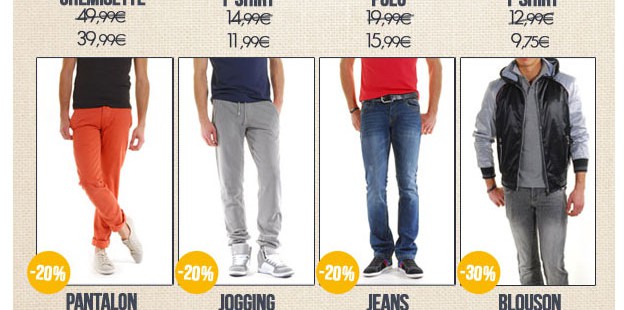 CHEMISETTE T-SHIRT POLO T-SHIRT
49,99€ 14,99€ 19,99€ 12,99€
39,99€ 11,99€ 15,99€ 9,75€
-20% -20% -20% -30%
PANTALON JOGGING JEANS BLOUSON